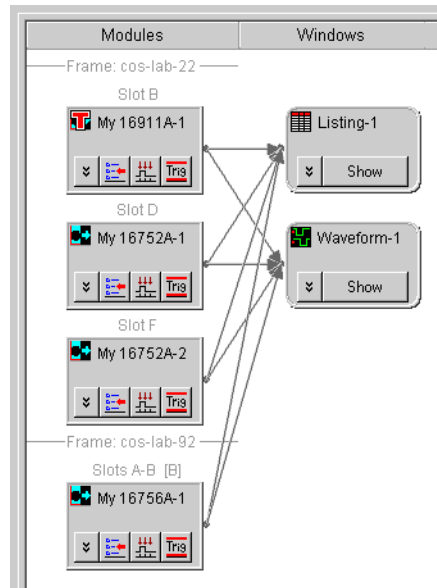 Modules Windows
Frame: cos-lab-22
Slot B
My 16911A-1
Trig
Listing-1
Show
Slot D
My 16752A-1
Trig
Waveform-1
Show
Slot F
My 16752A-2
Trig
Frame: cos-lab-92
Slots A-B [B]
My 16756A-1
Trig